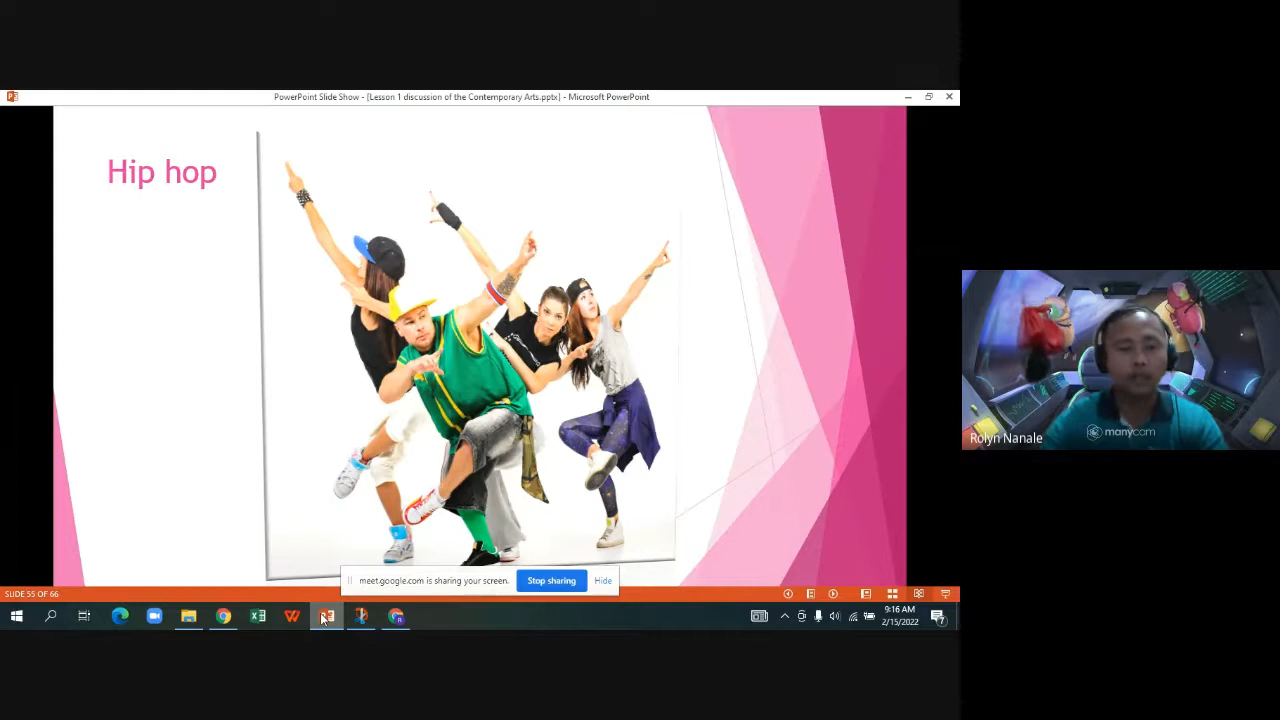 PowerPoint Slide Show - [Lesson 1 discussion of the Contemporary Arts.pptx] - Microsoft PowerPoint
Hip hop
manycam
Rolyn Nanale
meet.google.com is sharing your screen.
Stop sharing
Hide
SLIDE 55 OF 66
9:16 AM
2/15/2022
7